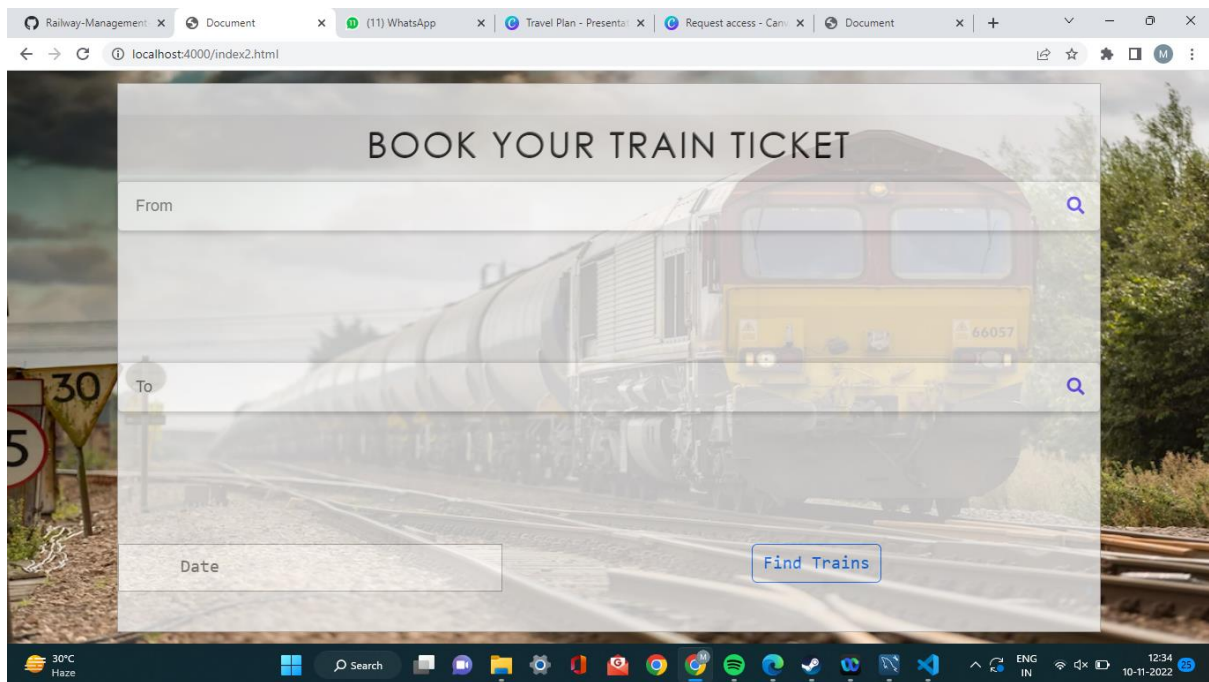 Railway-Management
Document
(11) WhatsApp
Travel Plan - Presentat
Request access - Canv
Document
localhost:4000/index2.html
M
BOOK YOUR TRAIN TICKET
From
66057
30
To
5
Date
Find Trains
30°C
Haze
Search
ENG
IN
12:34
10-11-2022
25